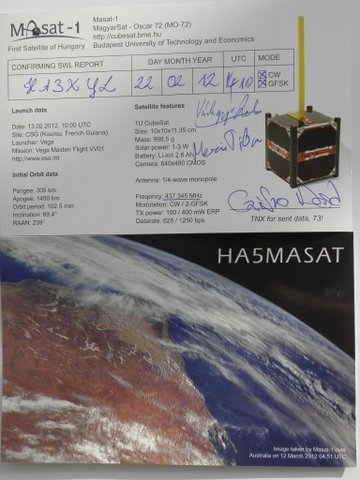 Masat-1
First Satellite of Hungary
Masat-1
MagyarSat - Oscar 72 (MO-72)
http://cubesat.bme.hu
Budapest University of Technology and Economics
CONFIRMING SWL REPORT DAY MONTH YEAR UTC MODE
22 02 12 CW
GFSK
Launch data
Date: 13.02.2012, 10:00 UTC
Site: CSG (Kourou, French Guiana)
Launcher: Vega
Mission: Vega Maiden Flight VV01
http://www.esa.int
Initial Orbit data
Perigee: 305 km
Apogee: 1450 km
Orbit period: 102.5 min
Inclination: 69.4°
RAAN: 239°
Satellite features
1U CubeSat
Size: 10x10x11.35 cm
Mass: 998.5 g
Solar power: 1-3 W
Battery: Li-ion 2.6 Ah
Camera: 640x480 CMOS
Antenna: 1/4-wave monopole
Freqency: 437.345 MHz
Modulation: CW / 2-GFSK
TX power: 100 / 400 mW ERP
Datarate: 625 / 1250 bps
TNX for sent data, 73!
HA5MASAT
Image taken by Masat-1 over
Australia on 12 March 2012 04:51 UTC